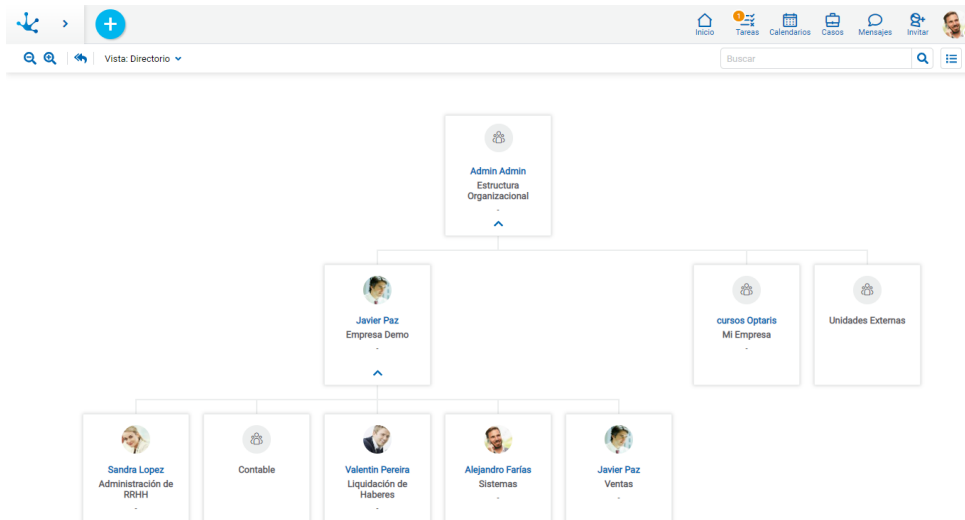 1
Inicio
Tareas
Calendarios
Casos
Mensajes
Invitar
Vista: Directorio
Buscar
Admin Admin
Estructura
Organizacional
-
Javier Paz
Empresa Demo
-
cursos Optaris
Mi Empresa
-
Unidades Externas
Sandra Lopez
Administración de
RRHH
-
Contable
Valentin Pereira
Liquidación de
Haberes
-
Alejandro Farías
Sistemas
-
Javier Paz
Ventas
-